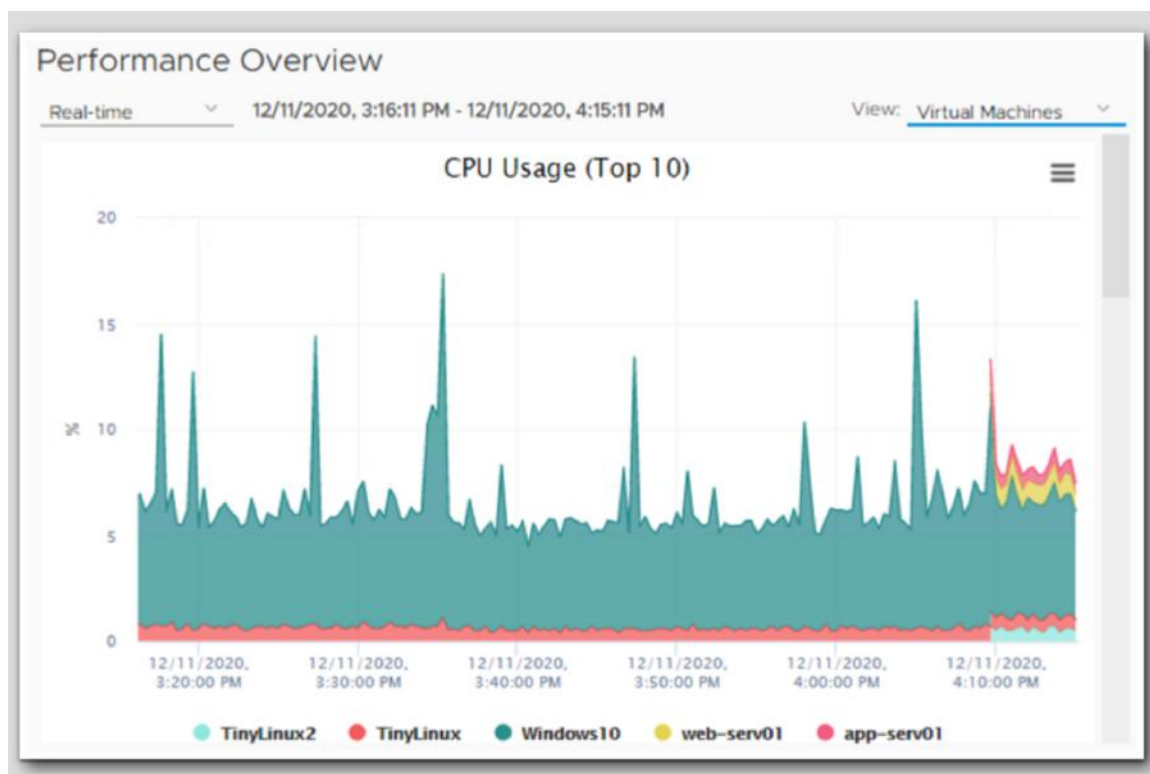 Performance Overview
Real-time 12/11/2020, 3:16:11 PM - 12/11/2020, 4:15:11 PM View: Virtual Machines
CPU Usage (Top 10)
20
15
%
10
5
0
12/11/2020, 12/11/2020, 12/11/2020, 12/11/2020, 12/11/2020, 12/11/2020,
3:20:00 PM 3:30:00 PM 3:40:00 PM 3:50:00 PM 4:00:00 PM 4:10:00 PM
TinyLinux2 TinyLinux Windows10 web-serv01 app-serv01